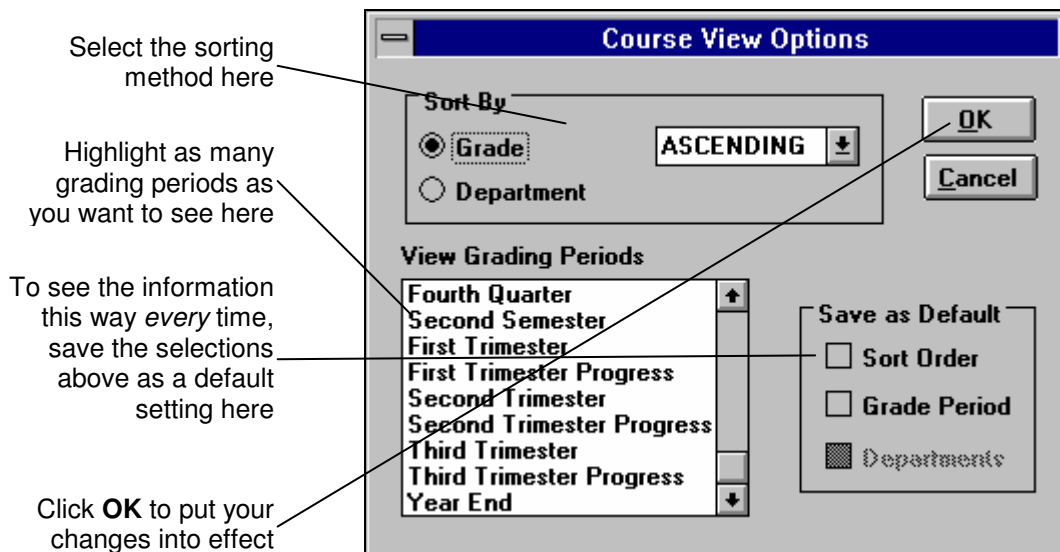 Select the sorting
method here
Highlight as many
grading periods as
you want to see here
To see the information
this way every time,
save the selections
above as a default
setting here
Click OK to put your
changes into effect
Course View Options
Sort By
Grade
ASCENDING
Department
OK
Cancel
View Grading Periods
Fourth Quarter
Second Semester
First Trimester
First Trimester Progress
Second Trimester
Second Trimester Progress
Third Trimester
Third Trimester Progress
Year End
Save as Default
Sort Order
Grade Period
Departments